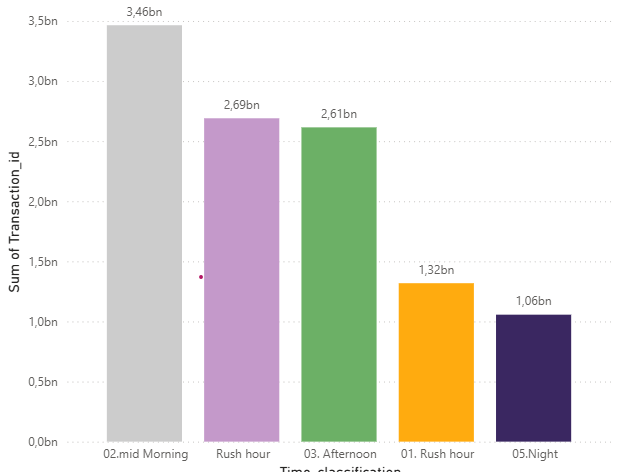 3,46bn
3,5bn
3,0bn
2,69bn
2,61bn
2,5bn
2,0bn
1,5bn
1,32bn
1,06bn
1,0bn
0,5bn
0,0bn
Sum of Transaction_id
02.mid Morning Rush hour 03. Afternoon 01. Rush hour 05.Night
Time_classification